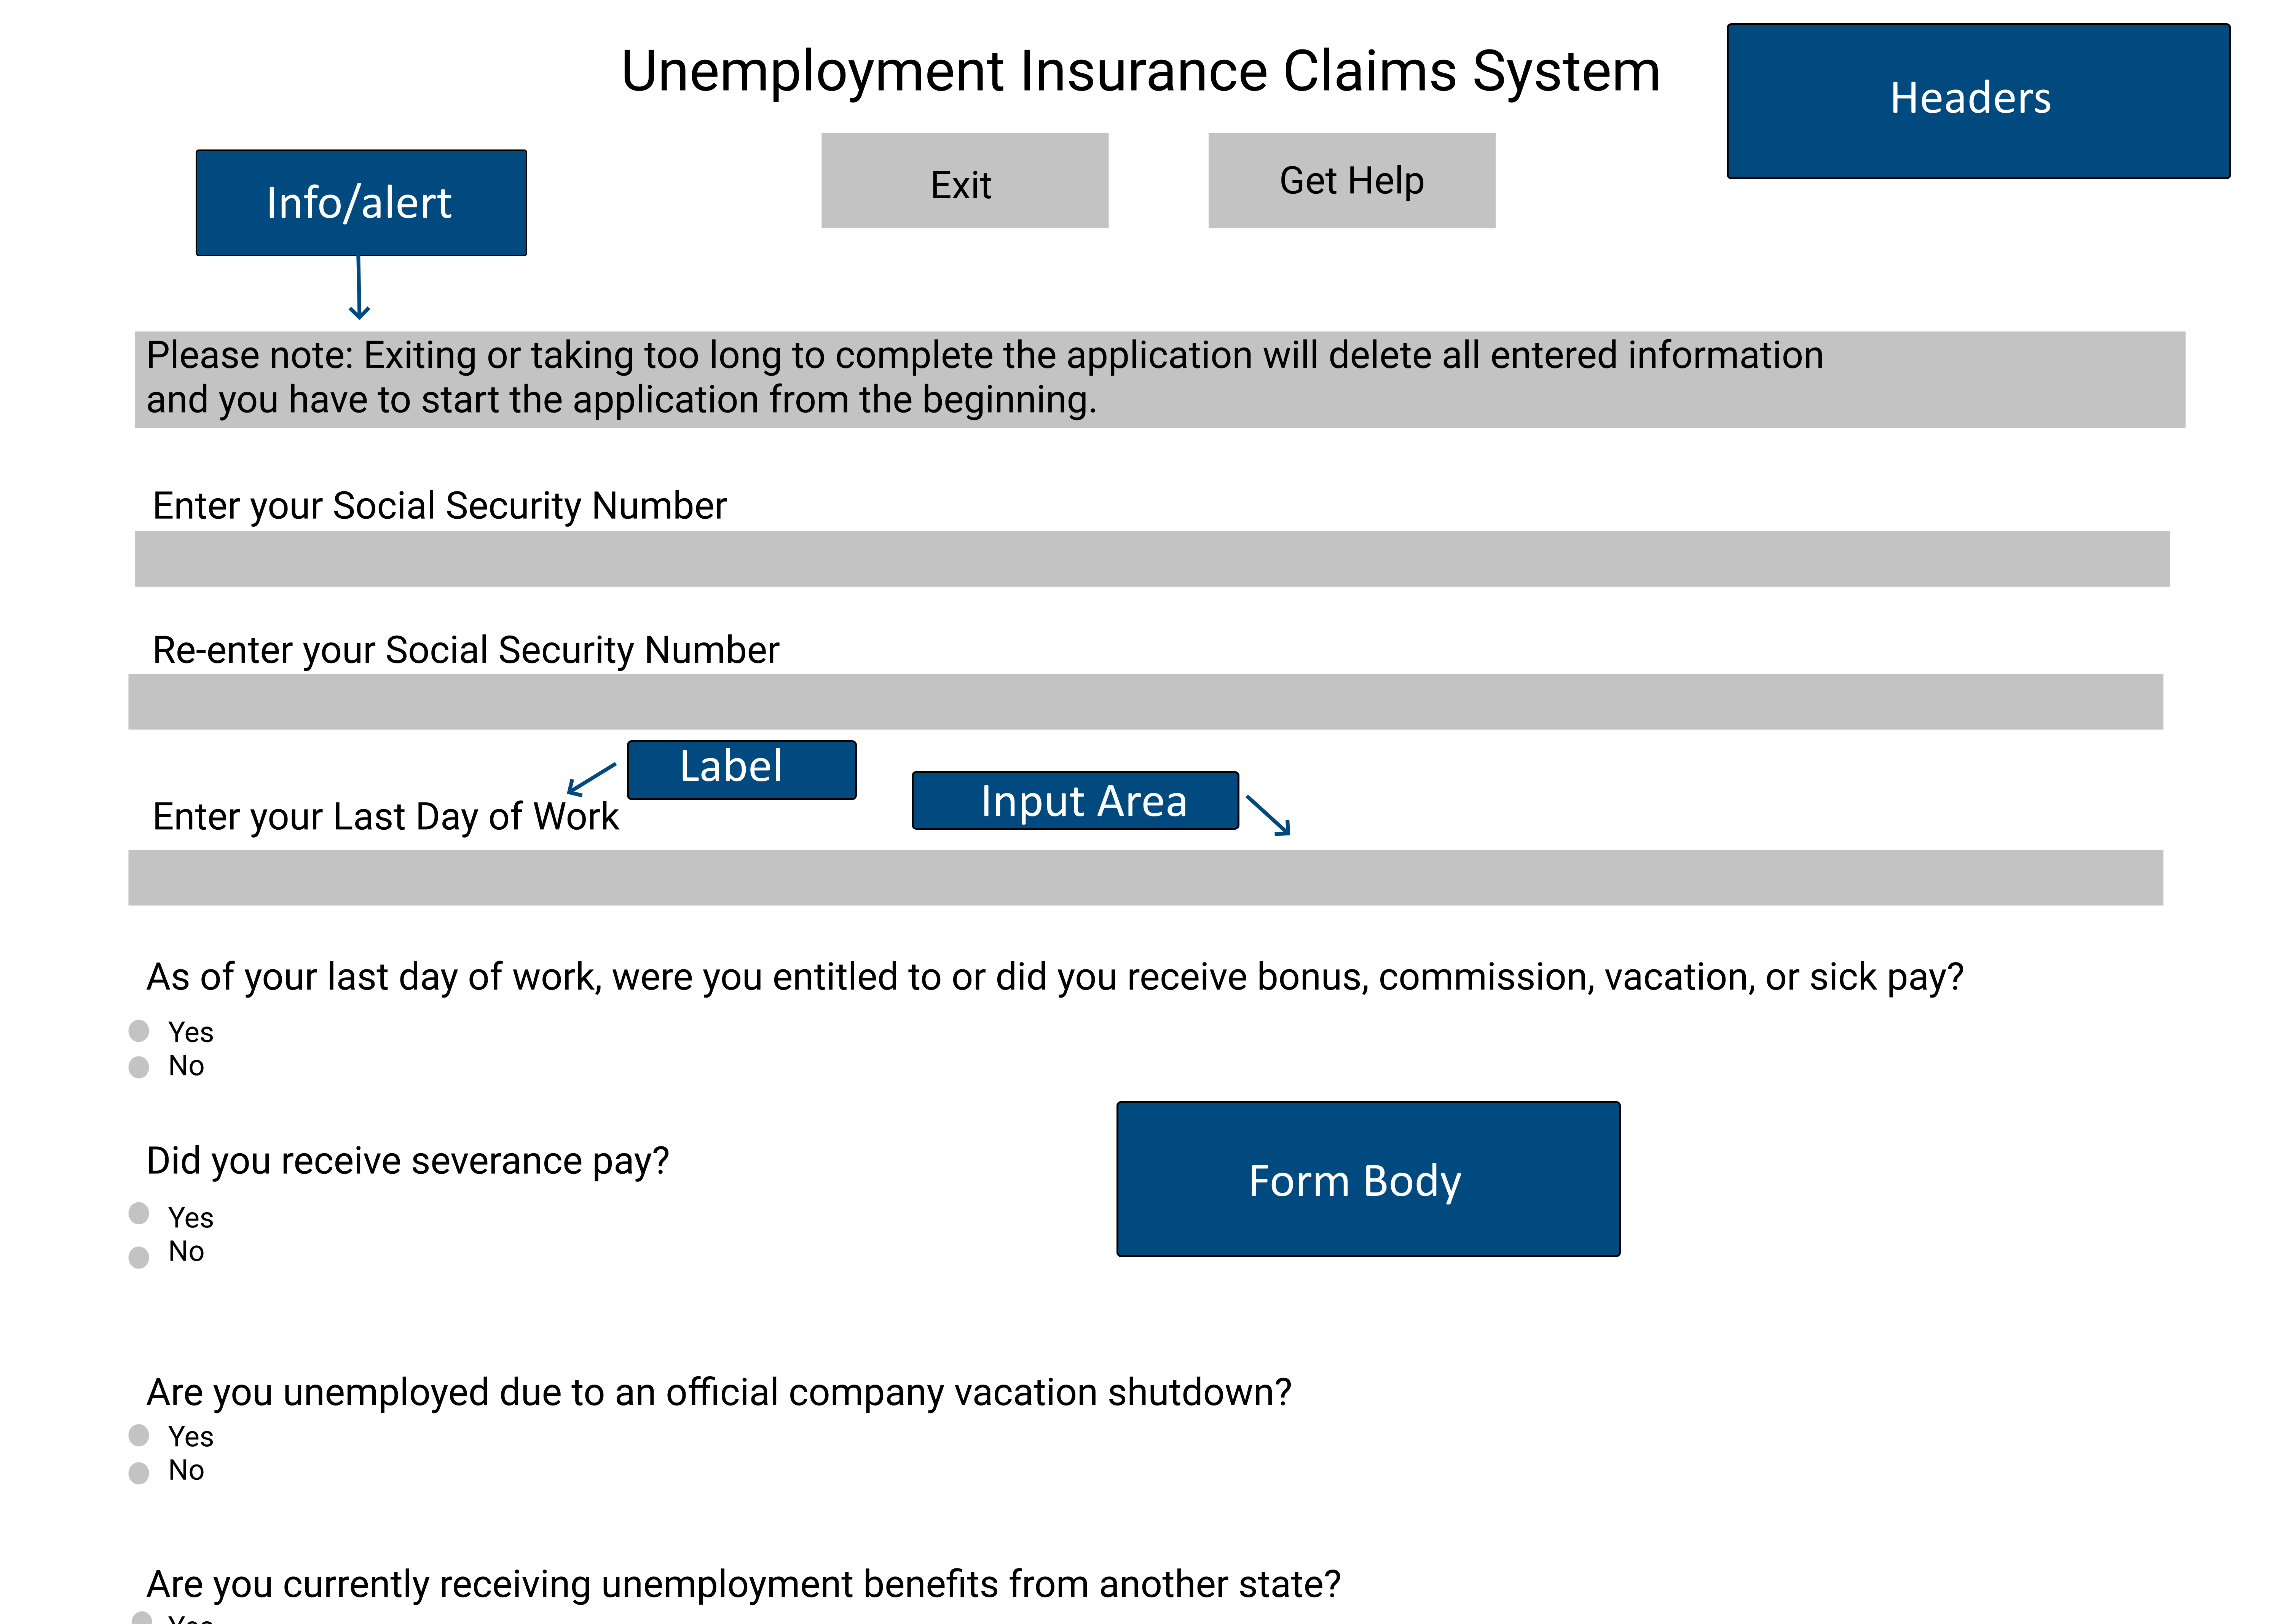 Unemployment Insurance Claims System
Headers
Info/alert
Exit
Get Help
Please note: Exiting or taking too long to complete the application will delete all entered information
and you have to start the application from the beginning.
Enter your Social Security Number
Re-enter your Social Security Number
Label
Input Area
Enter your Last Day of Work
As of your last day of work, were you entitled to or did you receive bonus, commission, vacation, or sick pay?
Yes
No
Did you receive severance pay?
Form Body
Yes
No
Are you unemployed due to an official company vacation shutdown?
Yes
No
Are you currently receiving unemployment benefits from another state?
Yes